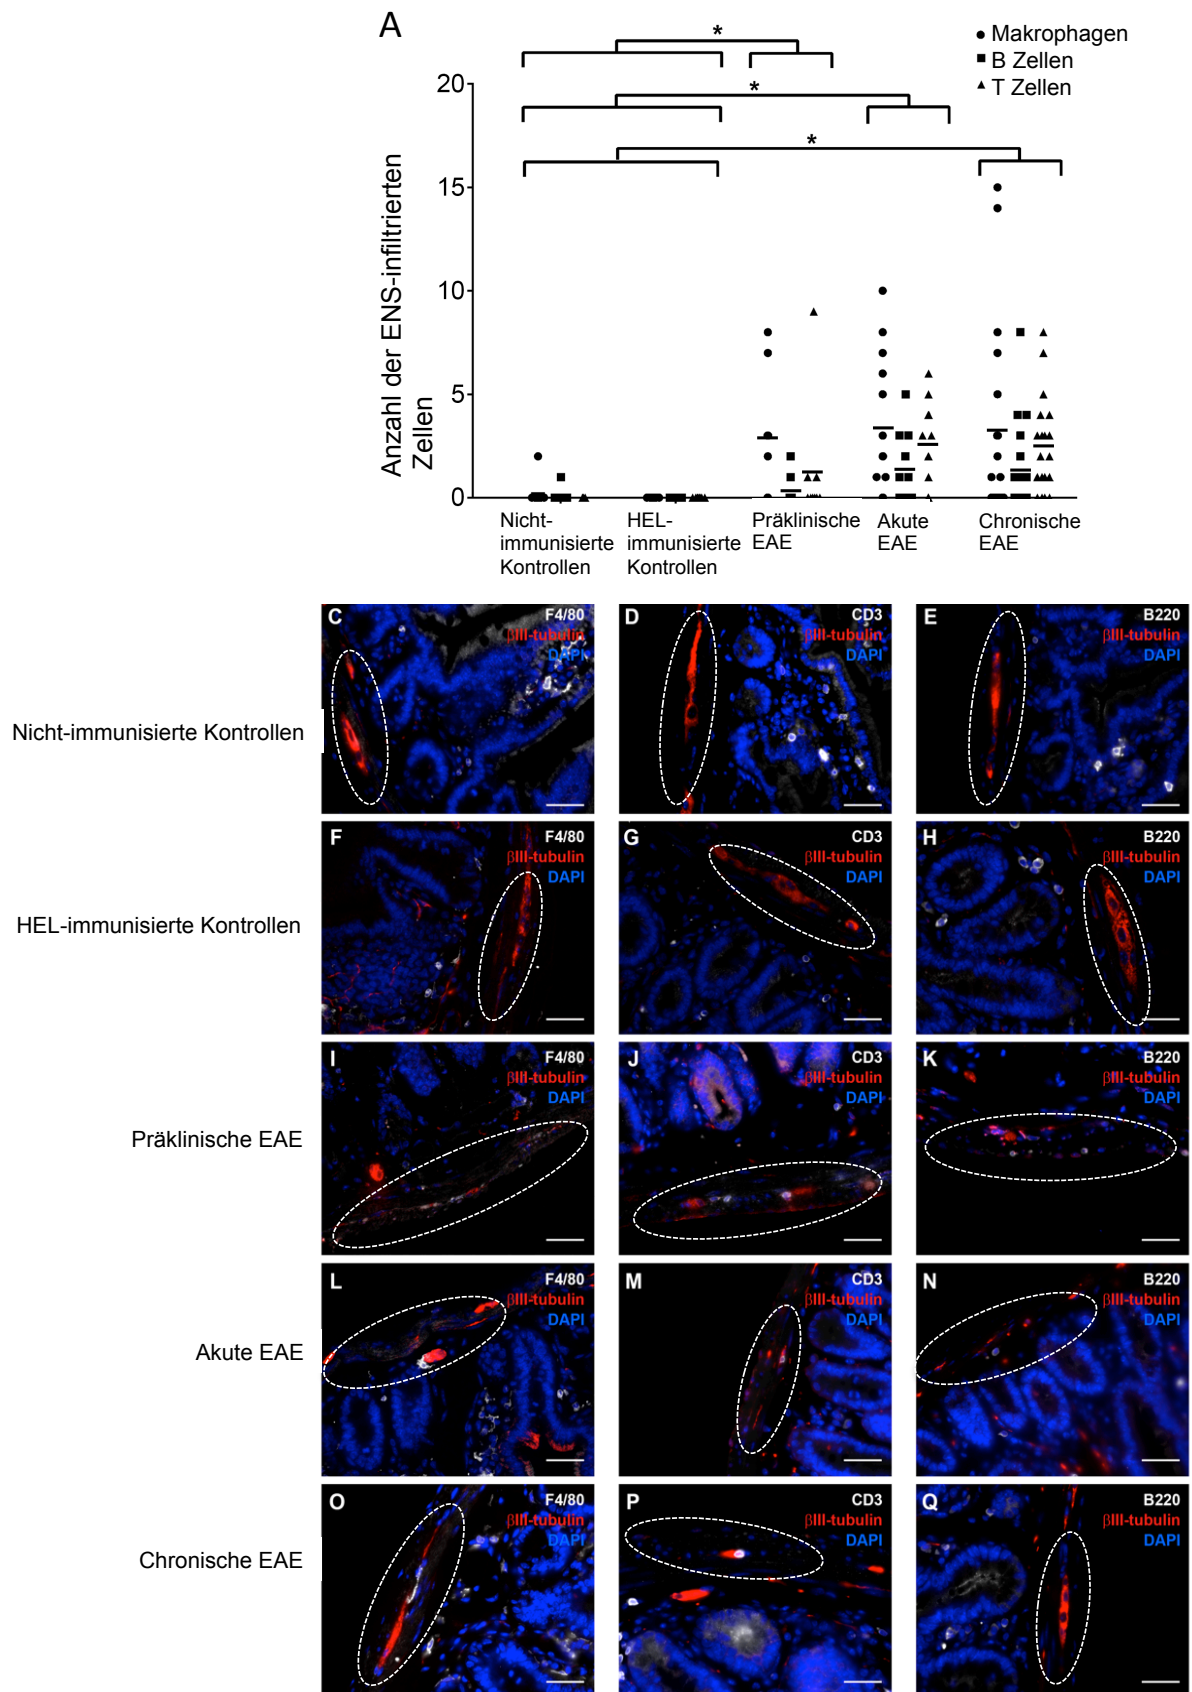 A
* 
Makrophagen
B Zellen
T Zellen
*
*
20
15
10
5
0
Anzahl der ENS-infiltrierten
Zellen
Nicht-
immunisierte
Kontrollen
HEL-
immunisierte
Kontrollen
Präklinische
EAE
Akute
EAE
Chronische
EAE
Nicht-immunisierte Kontrollen
C F4/80
βIII-tubulin
DAPI
D CD3
βIII-tubulin
DAPI
E B220
βIII-tubulin
DAPI
HEL-immunisierte Kontrollen
F F4/80
βIII-tubulin
DAPI
G CD3
βIII-tubulin
DAPI
H B220
βIII-tubulin
DAPI
Präklinische EAE
I F4/80
βIII-tubulin
DAPI
J CD3
βIII-tubulin
DAPI
K B220
βIII-tubulin
DAPI
Akute EAE
L F4/80
βIII-tubulin
DAPI
M CD3
βIII-tubulin
DAPI
N B220
βIII-tubulin
DAPI
Chronische EAE
O F4/80
βIII-tubulin
DAPI
P CD3
βIII-tubulin
DAPI
Q B220
βIII-tubulin
DAPI